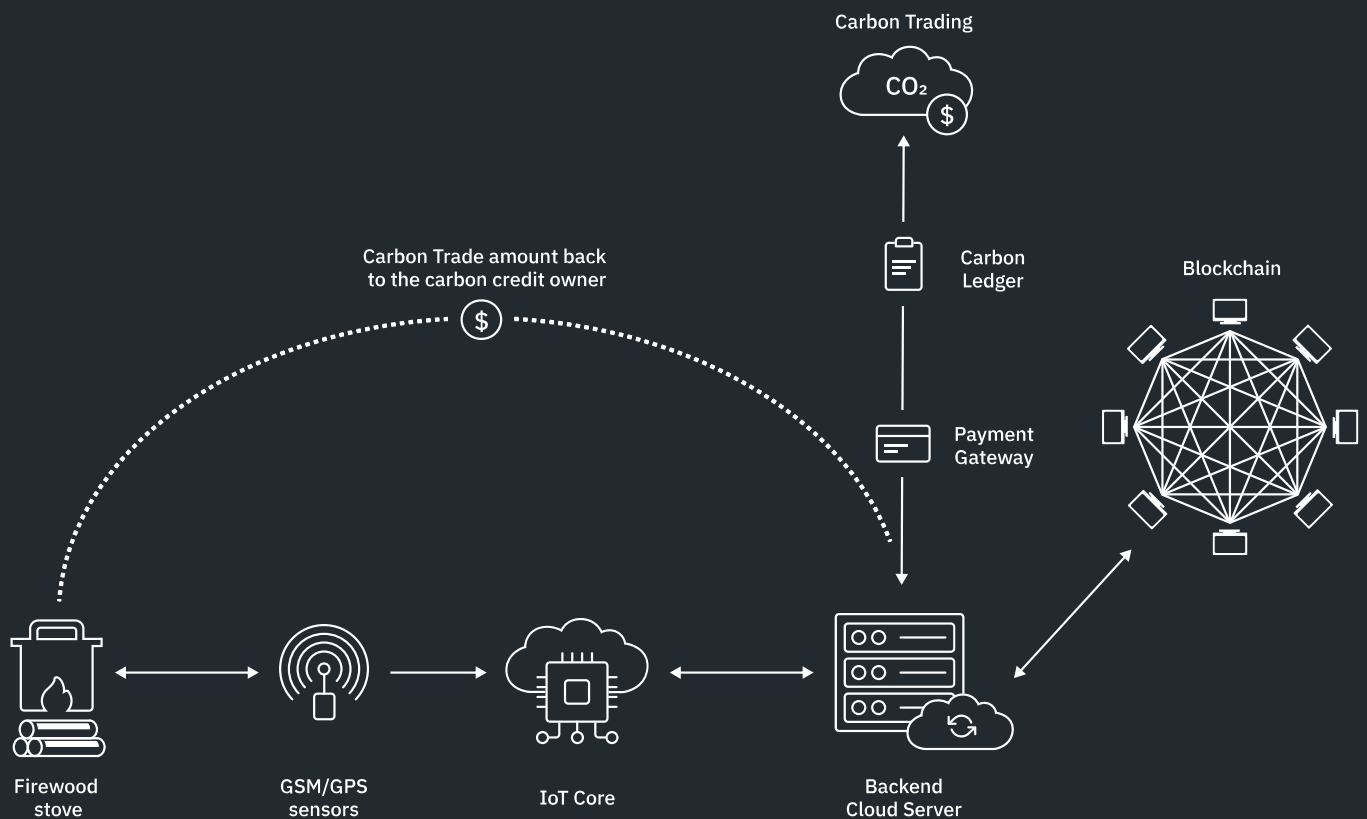 Carbon Trading
CO₂
$
Carbon Trade amount back
to the carbon credit owner
$
Carbon
Ledger
Blockchain
Payment
Gateway
Firewood
stove
GSM/GPS
sensors
IoT Core
Backend
Cloud Server